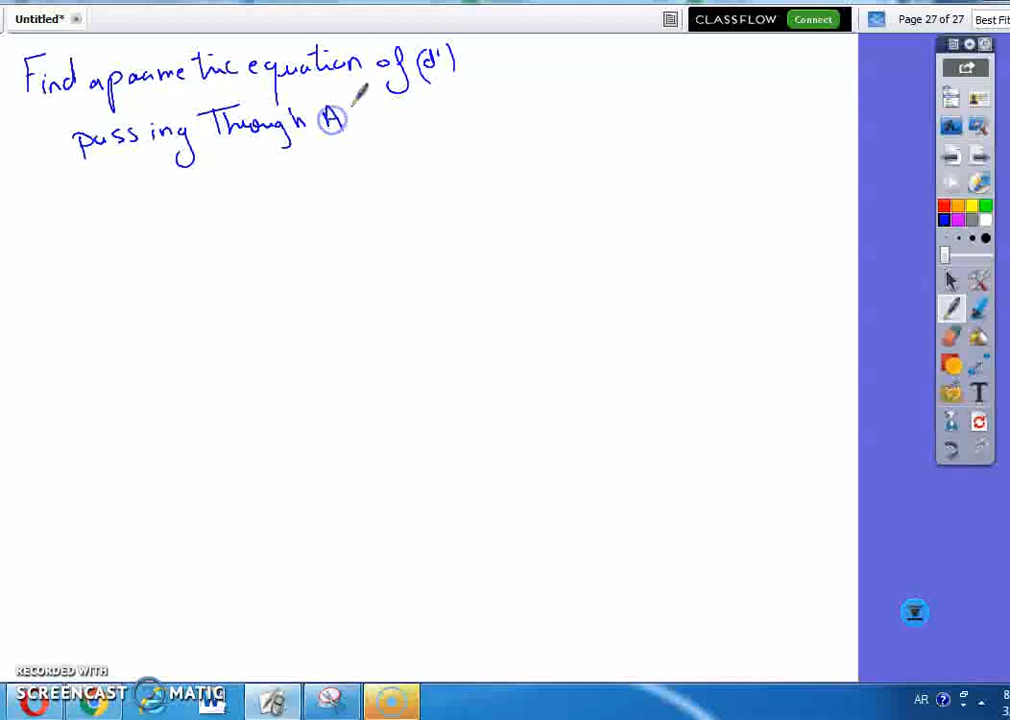 Untitled*
CLASSFLOW Connect
Page 27 of 27
Best Fit
Find a parametric equation of (d')
passing Through A
RECORDED WITH
SCREENCAST MATIC
AR